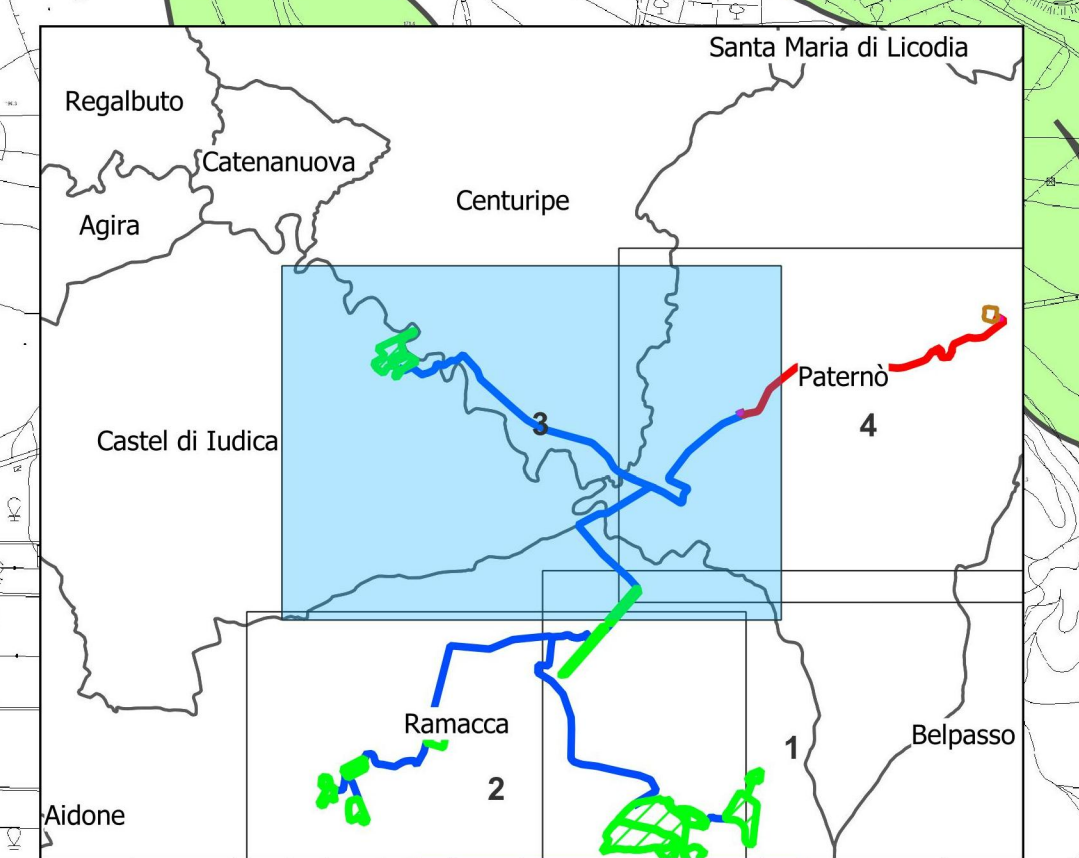 Santa Maria di Licodia
Regalbuto
Catenanuova
Centuripe
Agira
Paternò
3
4
Castel di Iudica
Ramacca
Belpasso
1
2
Aidone